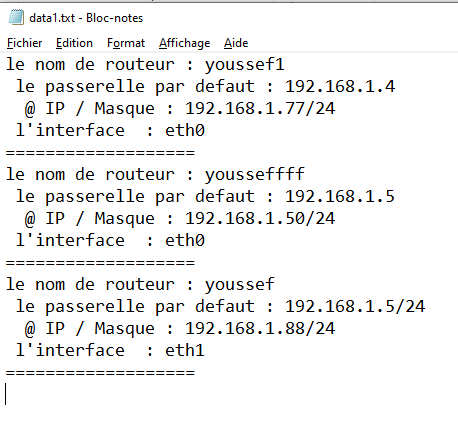 data1.txt - Bloc-notes
Fichier Edition Format Affichage Aide
le nom de routeur : youssef1
le passerelle par defaut : 192.168.1.4
@ IP / Masque : 192.168.1.77/24
l'interface : eth0
===================
le nom de routeur : yousseffff
le passerelle par defaut : 192.168.1.5
@ IP / Masque : 192.168.1.50/24
l'interface : eth0
===================
le nom de routeur : youssef
le passerelle par defaut : 192.168.1.5/24
@ IP / Masque : 192.168.1.88/24
l'interface : eth1
===================